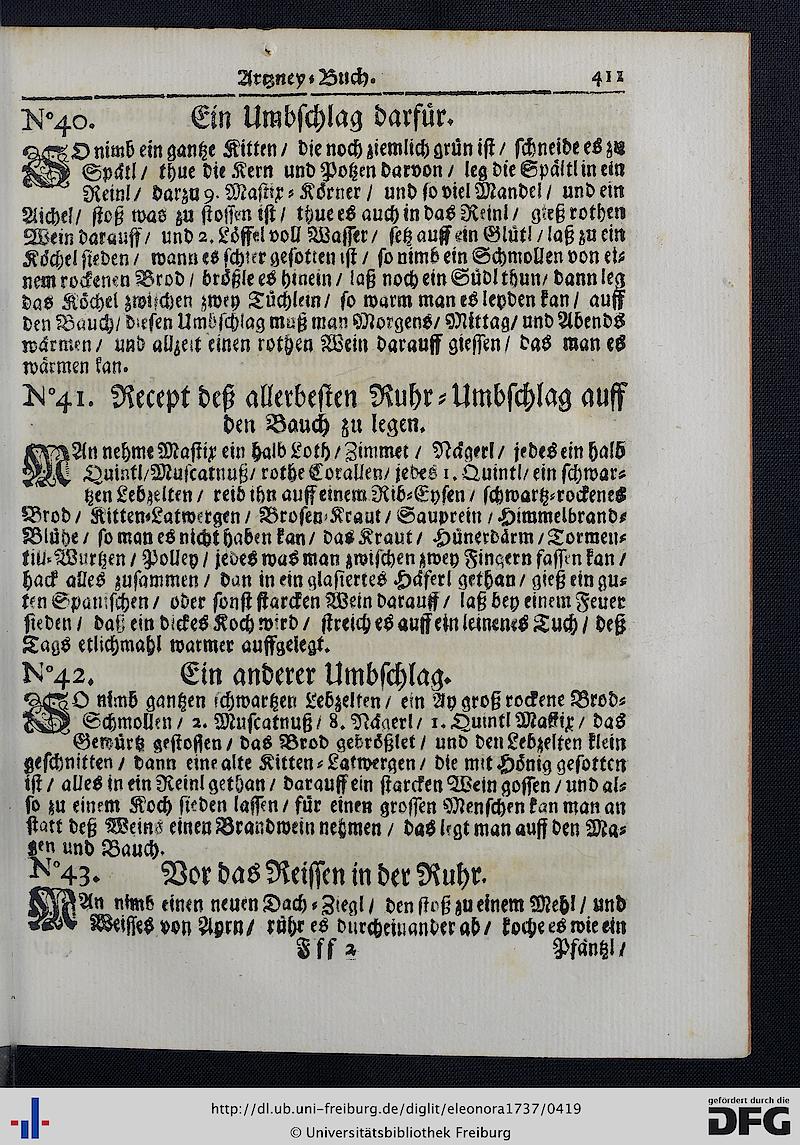 Artzney-Buch. 411
N°40. Ein Umbschlag darfür.
SO nimb ein gantze Kitten / die noch ziemlich grün ist / schneide es zu
Spätl / thue die Kern und Potzen darvon / leg die Spältl in ein
Reinl / darzu 9. Mastix-Körner / und so viel Mandel / und ein
Aichel / stoß was zu stossen ist / thue es auch in das Reinl / gieß rothen
Wein darauff / und 2. Löffel voll Wasser / setz auff ein Glütl / laß zu ein
Köchel sieden / wann es schier gesotten ist / so nimb ein Schmollen von ei-
nem rockenen Brod / brößle es hinein / laß noch ein Südl thun / dann leg
das Köchel zwischen zwey Tüchlein / so warm man es leyden kan / auff
den Bauch / diesen Umbschlag muß man Morgens / Mittag / und Abends
wärmen / und allzeit einen rothen Wein darauff giessen / das man es
wärmen kan.
N°41. Recept deß allerbesten Ruhr-Umbschlag auff
den Bauch zu legen.
MAn nehme Mastix ein halb Loth / Zimmet / Nägerl / jedes ein halb
Quintl / Muscatnuß / rothe Corallen / jedes 1. Quintl / ein schwar-
tzen Lebzelten / reib ihn auff einem Rib-Eysen / schwartz-rockenes
Brod / Kitten-Latwergen / Brosen-Kraut / Sauprein / Himmelbrand-
Blühe / so man es nicht haben kan / das Kraut / Hünerdärm / Tormen-
till-Wurtzen / Polley / jedes was man zwischen zwey Fingern fassen kan /
hack alles zusammen / dan in ein glasiertes Häferl gethan / gieß ein gu-
ten Spanischen / oder sonst starcken Wein darauff / laß bey einem Feuer
sieden / daß ein dickes Koch wird / streich es auff ein leinenes Tuch / deß
Tags etlichmahl warmer auffgelegt.
N°42. Ein anderer Umbschlag.
SO nimb gantzen schwartzen Lebzelten / ein Ay groß rockene Brod-
Schmollen / 2. Muscatnuß / 8. Nägerl / 1. Quintl Mastix / das
Gewürtz gestossen / das Brod gebrößlet / und den Lebzelten klein
geschnitten / dann eine alte Kitten-Latwergen / die mit Hönig gesotten
ist / alles in ein Reinl gethan / darauff ein starcken Wein gossen / und al-
so zu einem Koch sieden lassen / für einen grossen Menschen kan man an
statt deß Weins einen Brandwein nehmen / das legt man auff den Ma-
gen und Bauch.
N°43. Vor das Reissen in der Ruhr.
MAn nimb einen neuen Dach-Ziegl / den stoß zu einem Mehl / und
Weisses von Ayrn / rühr es durcheinander ab / koche es wie ein
Fff 2 Pfäntzl /
http://dl.ub.uni-freiburg.de/diglit/eleonora1737/0419
© Universitätsbibliothek Freiburg
gefördert durch die
DFG